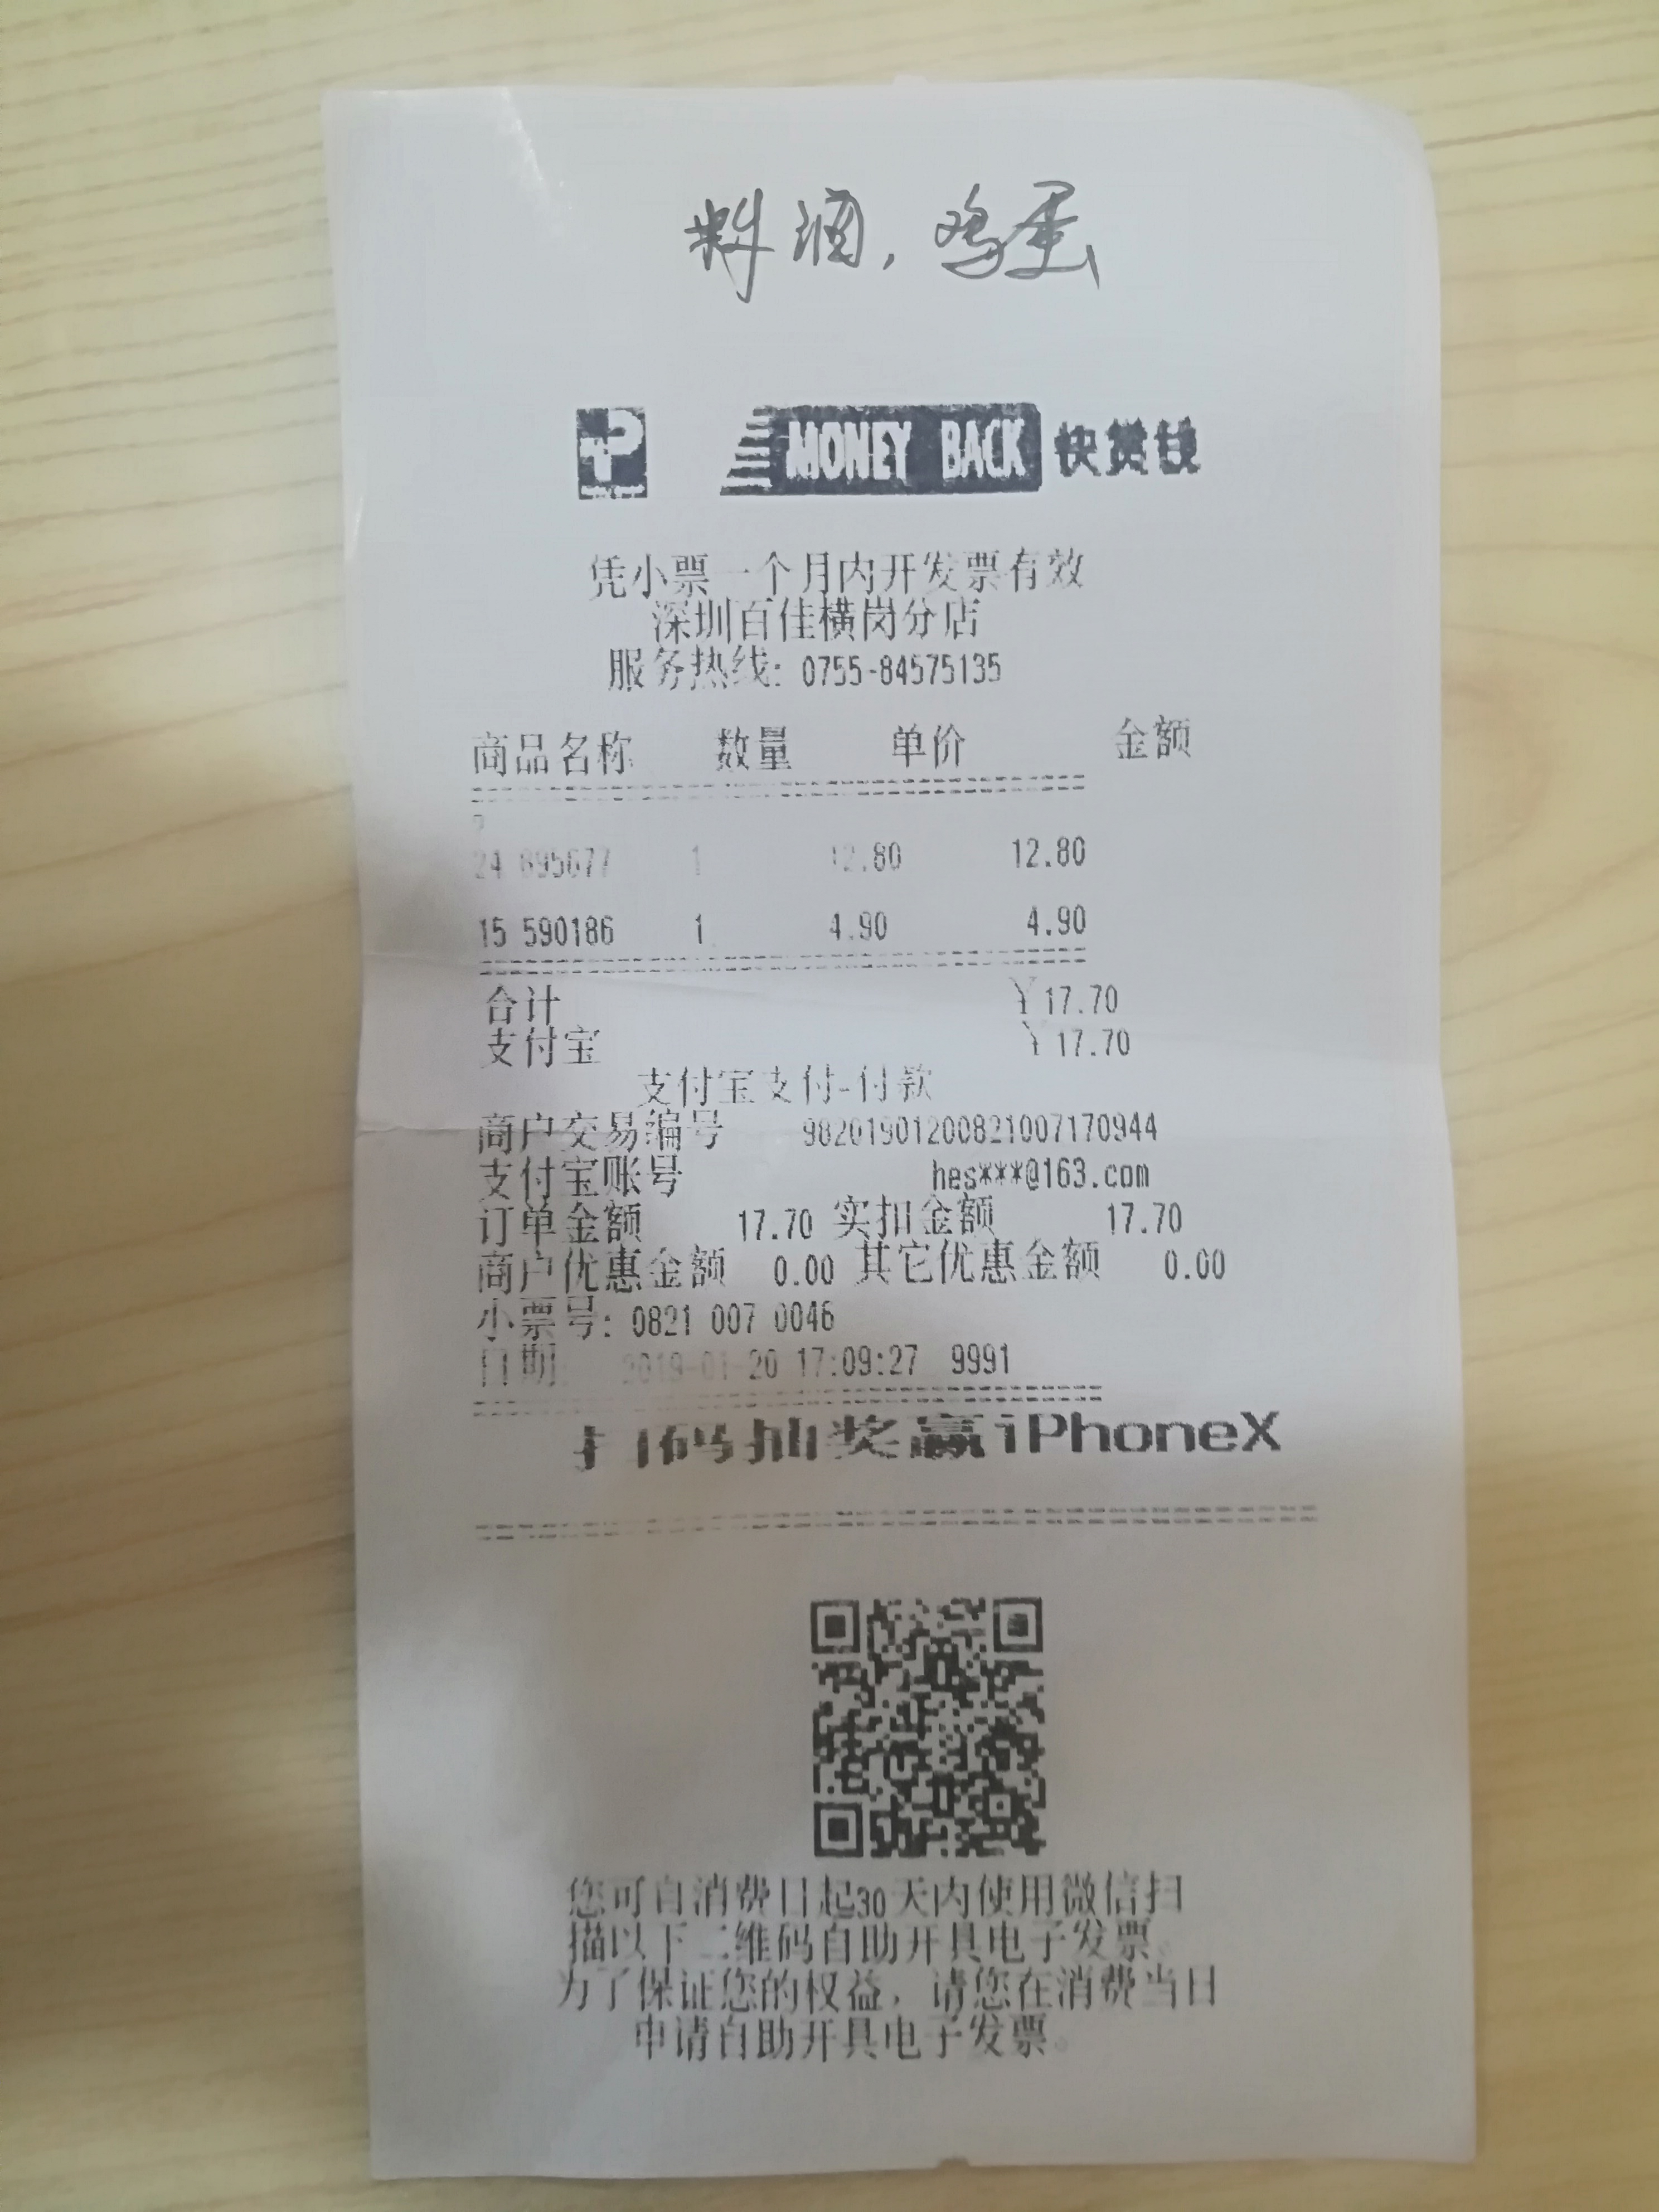 料酒，鸡蛋
MONEY BACK 快赏钱
凭小票一个月内开发票有效
深圳百佳横岗分店
服务热线: 0755-84575135
商品名称 数量 单价 金额
24 895677 1 12.80 12.80
15 590186 1 4.90 4.90
合计 ￥17.70
支付宝 ￥17.70
支付宝支付-付款
商户交易编号 98201901200821007170944
支付宝账号 hes***@163.com
订单金额 17.70 实扣金额 17.70
商户优惠金额 0.00 其它优惠金额 0.00
小票号: 0821 007 0046
日期: 2019-01-20 17:09:27 9991
扫码抽奖赢iPhoneX
您可自消费日起30天内使用微信扫
描以下二维码自助开具电子发票。
为了保证您的权益，请您在消费当日
申请自助开具电子发票。